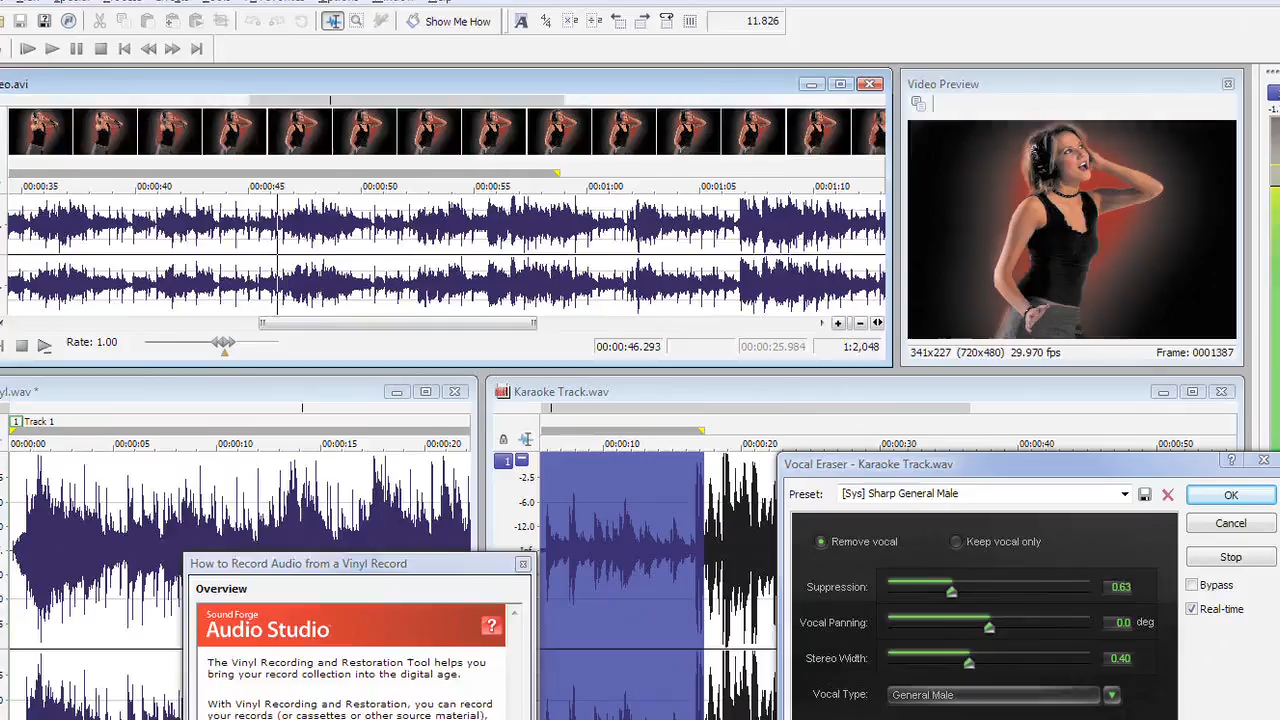 Show Me How
11.826
eo.avi
Video Preview
00:00:35 00:00:40 00:00:45 00:00:50 00:00:55 00:01:00 00:01:05 00:01:10
Rate: 1.00
00:00:46.293 00:00:25.984 1:2,048
341x227 (720x480) 29.970 fps Frame: 0001387
yl.wav *
Karaoke Track.wav
1 Track 1
00:00:00 00:00:05 00:00:10 00:00:15 00:00:20
00:00:10 00:00:20 00:00:30 00:00:40 00:00:50
1
-2.5
-6.0
-12.0
Vocal Eraser - Karaoke Track.wav
Preset: [Sys] Sharp General Male
OK
Cancel
Stop
Bypass
Real-time
Remove vocal Keep vocal only
Suppression: 0.63
Vocal Panning: 0.0 deg
Stereo Width: 0.40
Vocal Type: General Male
How to Record Audio from a Vinyl Record
Overview
Sound Forge
Audio Studio
The Vinyl Recording and Restoration Tool helps you
bring your record collection into the digital age.
With Vinyl Recording and Restoration, you can record
your records (or cassettes or other source material),